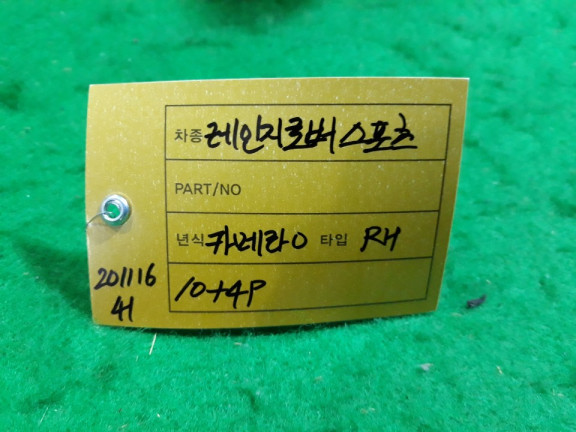 차종 레인지로버 스포츠
PART/NO
년식 카메라 O 타입 RH
10+4P
201116
41